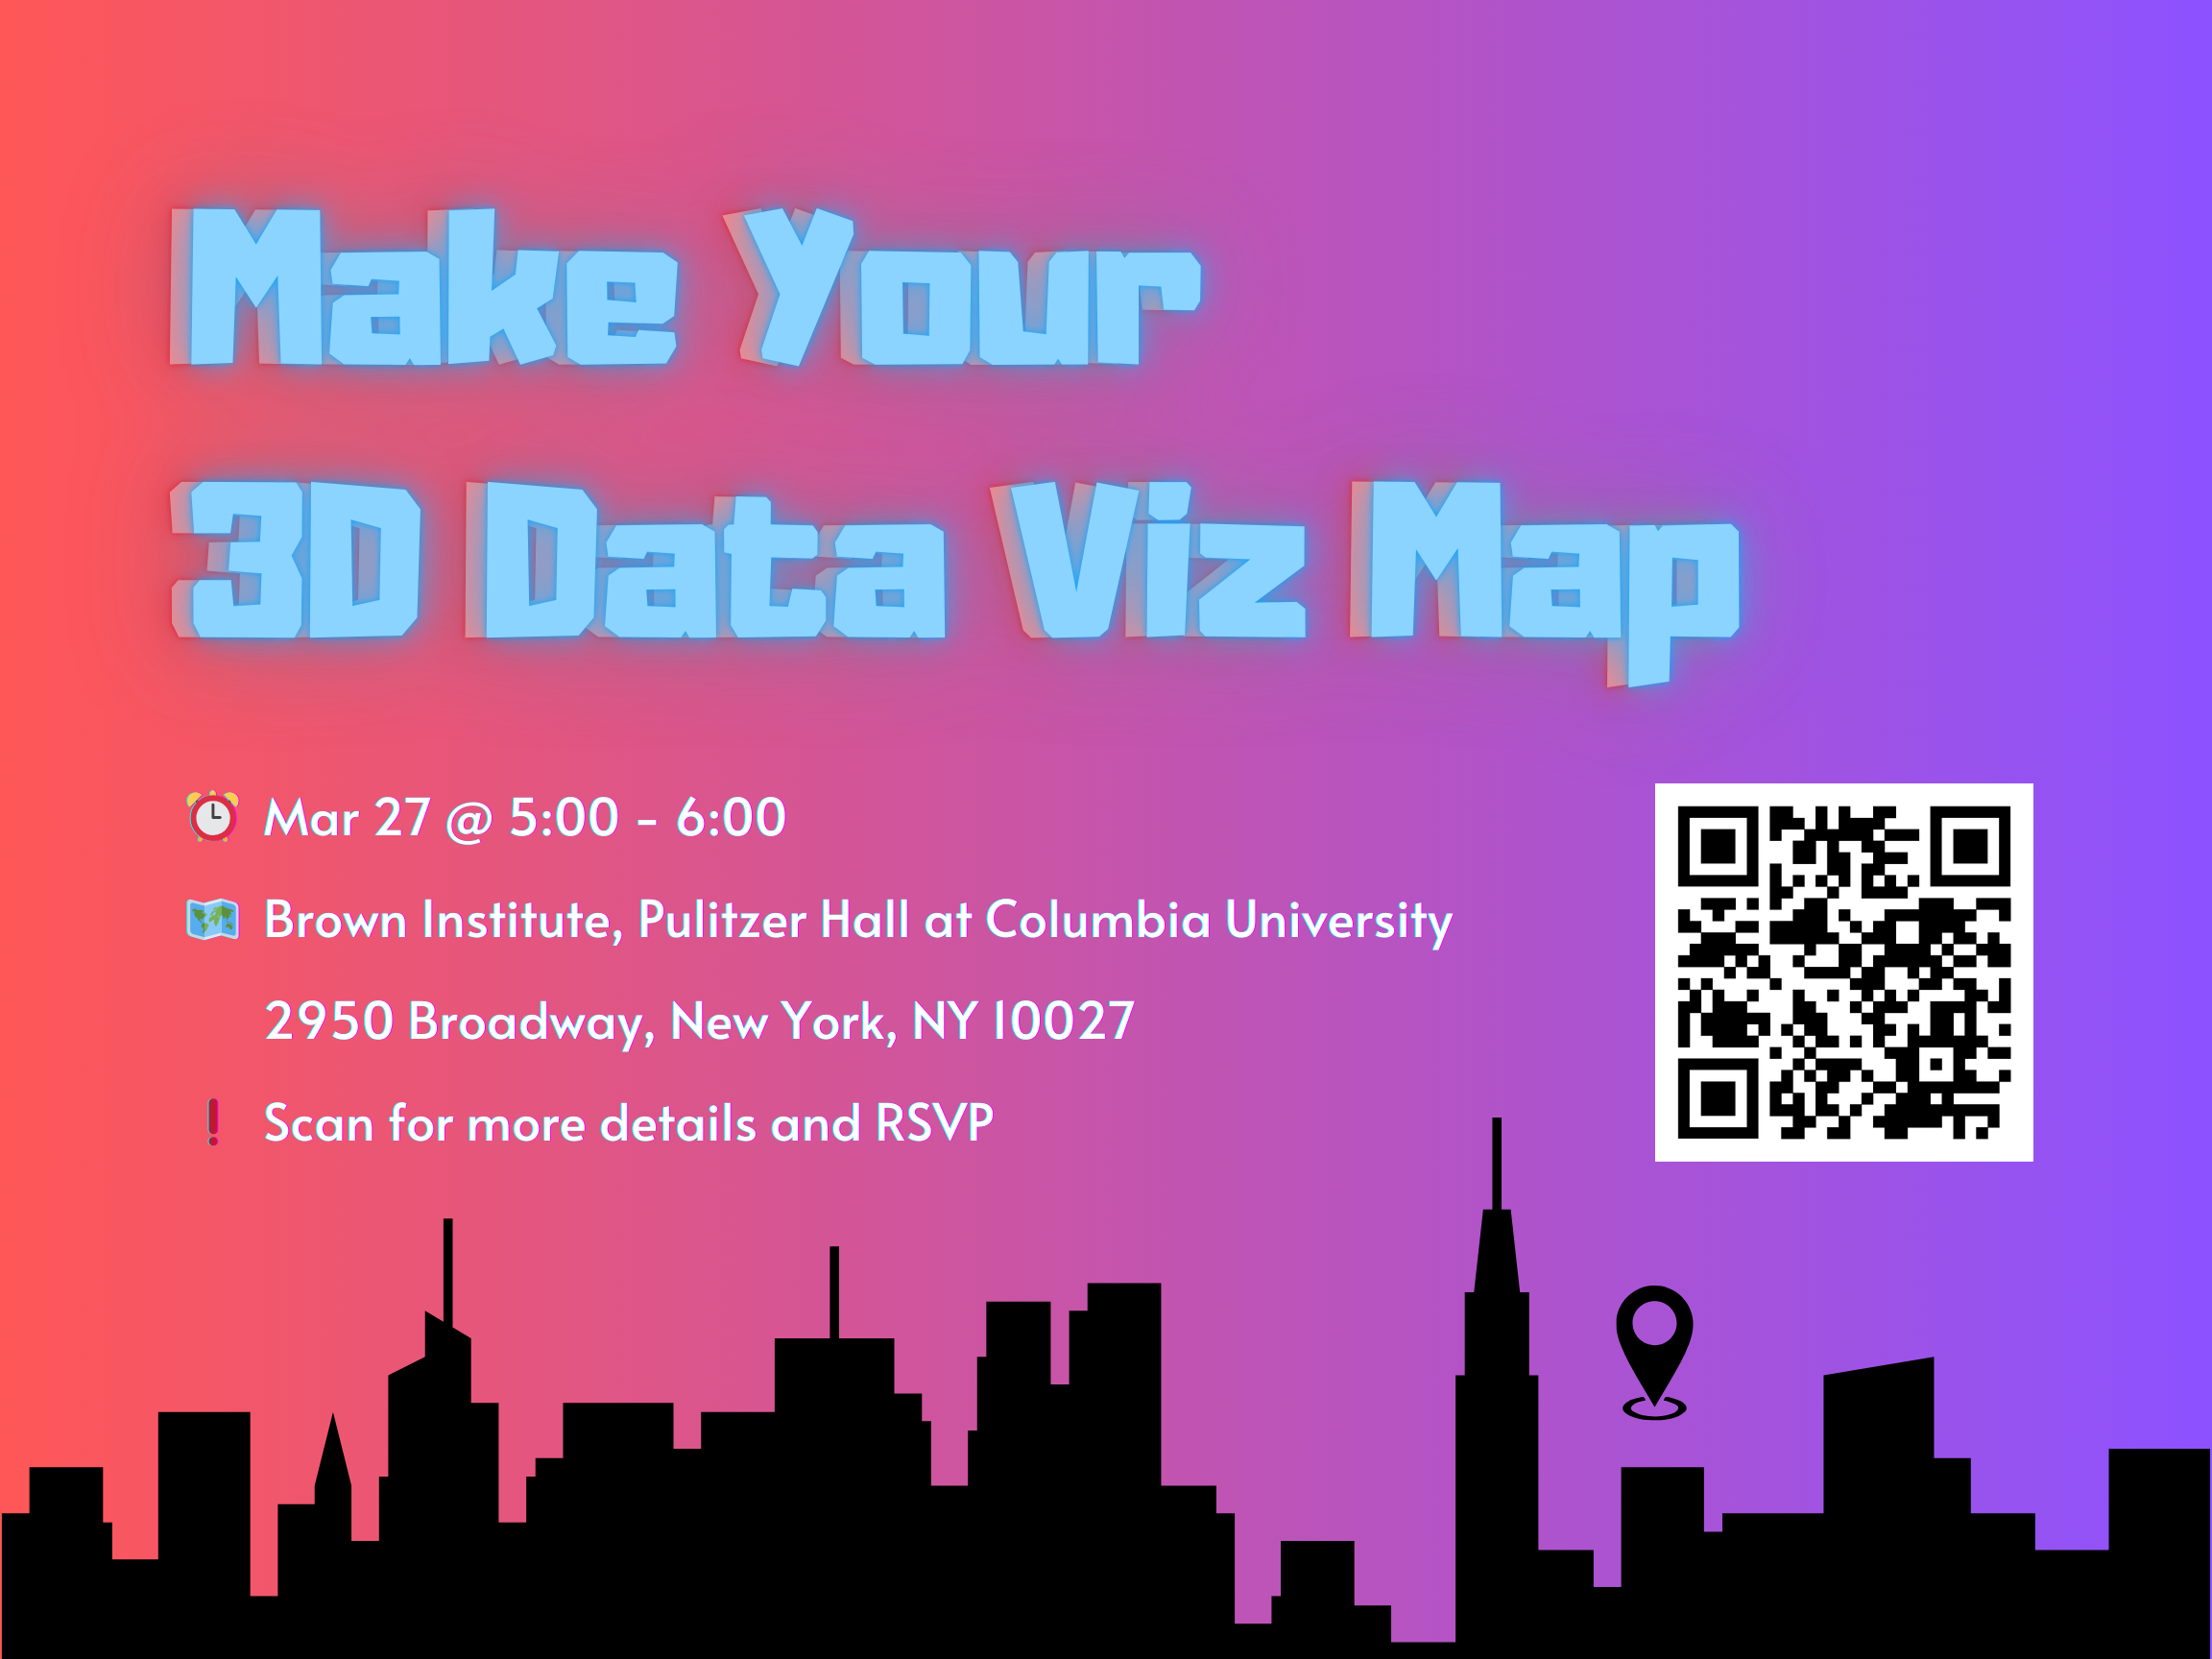 Make Your
3D Data Viz Map
Mar 27 @ 5:00 - 6:00
Brown Institute, Pulitzer Hall at Columbia University
2950 Broadway, New York, NY 10027
Scan for more details and RSVP